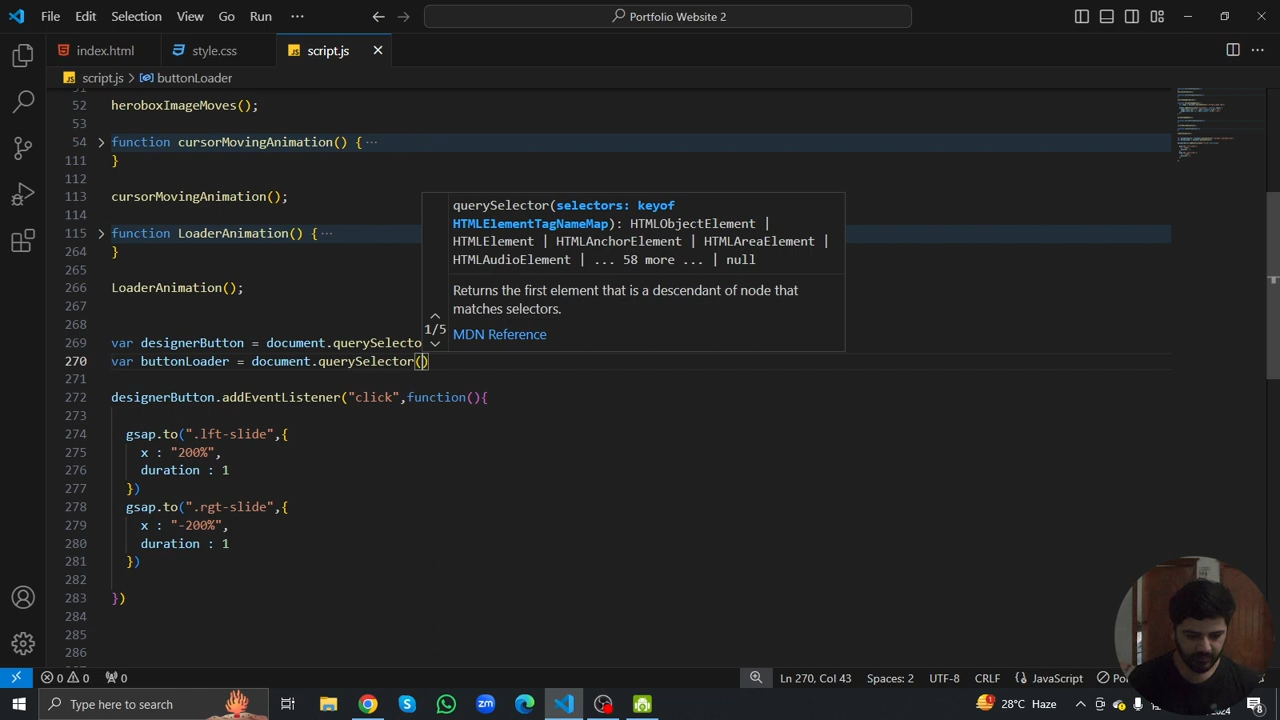 File Edit Selection View Go Run ··· Portfolio Website 2
index.html style.css script.js
script.js > buttonLoader
51
52 heroboxImageMoves();
53
54 function cursorMovingAnimation() { ···
111 }
112
113 cursorMovingAnimation();
114
115 function LoaderAnimation() { ···
264 }
265
266 LoaderAnimation();
267
268
269 var designerButton = document.querySelecto
270 var buttonLoader = document.querySelector()
271
272 designerButton.addEventListener("click",function(){
273
274 gsap.to(".lft-slide",{
275 x : "200%",
276 duration : 1
277 })
278 gsap.to(".rgt-slide",{
279 x : "-200%",
280 duration : 1
281 })
282
283 })
284
285
286
querySelector(selectors: keyof
HTMLElementTagNameMap): HTMLObjectElement |
HTMLElement | HTMLAnchorElement | HTMLAreaElement |
HTMLAudioElement | ... 58 more ... | null
Returns the first element that is a descendant of node that
matches selectors.
1/5
MDN Reference
0 0 0 Ln 270, Col 43 Spaces: 2 UTF-8 CRLF {} JavaScript
Type here to search 28°C Haze 8